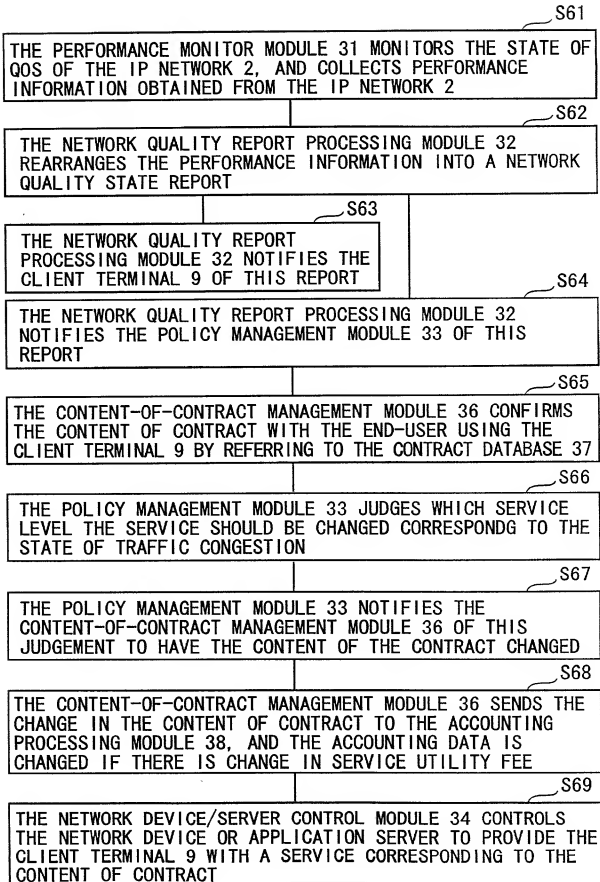 S61
THE PERFORMANCE MONITOR MODULE 31 MONITORS THE STATE OF
QOS OF THE IP NETWORK 2, AND COLLECTS PERFORMANCE
INFORMATION OBTAINED FROM THE IP NETWORK 2
S62
THE NETWORK QUALITY REPORT PROCESSING MODULE 32
REARRANGES THE PERFORMANCE INFORMATION INTO A NETWORK
QUALITY STATE REPORT
S63
THE NETWORK QUALITY REPORT
PROCESSING MODULE 32 NOTIFIES THE
CLIENT TERMINAL 9 OF THIS REPORT
S64
THE NETWORK QUALITY REPORT PROCESSING MODULE 32
NOTIFIES THE POLICY MANAGEMENT MODULE 33 OF THIS
REPORT
S65
THE CONTENT-OF-CONTRACT MANAGEMENT MODULE 36 CONFIRMS
THE CONTENT OF CONTRACT WITH THE END-USER USING THE
CLIENT TERMINAL 9 BY REFERRING TO THE CONTRACT DATABASE 37
S66
THE POLICY MANAGEMENT MODULE 33 JUDGES WHICH SERVICE
LEVEL THE SERVICE SHOULD BE CHANGED CORRESPONDG TO THE
STATE OF TRAFFIC CONGESTION
S67
THE POLICY MANAGEMENT MODULE 33 NOTIFIES THE
CONTENT-OF-CONTRACT MANAGEMENT MODULE 36 OF THIS
JUDGEMENT TO HAVE THE CONTENT OF THE CONTRACT CHANGED
S68
THE CONTENT-OF-CONTRACT MANAGEMENT MODULE 36 SENDS THE
CHANGE IN THE CONTENT OF CONTRACT TO THE ACCOUNTING
PROCESSING MODULE 38, AND THE ACCOUNTING DATA IS
CHANGED IF THERE IS CHANGE IN SERVICE UTILITY FEE
S69
THE NETWORK DEVICE/SERVER CONTROL MODULE 34 CONTROLS
THE NETWORK DEVICE OR APPLICATION SERVER TO PROVIDE THE
CLIENT TERMINAL 9 WITH A SERVICE CORRESPONDING TO THE
CONTENT OF CONTRACT